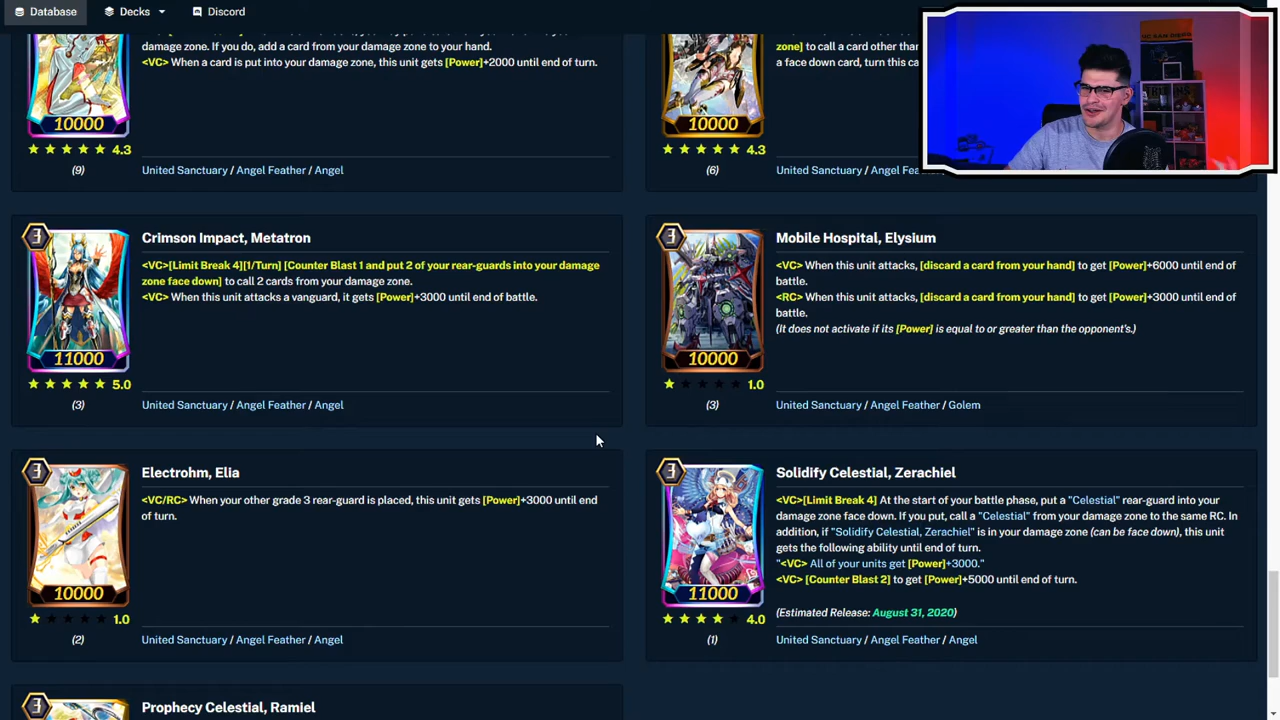 Database
Decks
Discord
damage zone. If you do, add a card from your damage zone to your hand.
<VC> When a card is put into your damage zone, this unit gets [Power]+2000 until end of turn.
10000
4.3
(9)
United Sanctuary / Angel Feather / Angel
zone] to call a card other than
a face down card, turn this ca
10000
4.3
(6)
United Sanctuary / Angel Fea
3
Crimson Impact, Metatron
<VC>[Limit Break 4][1/Turn] [Counter Blast 1 and put 2 of your rear-guards into your damage
zone face down] to call 2 cards from your damage zone.
<VC> When this unit attacks a vanguard, it gets [Power]+3000 until end of battle.
11000
5.0
(3)
United Sanctuary / Angel Feather / Angel
3
Mobile Hospital, Elysium
<VC> When this unit attacks, [discard a card from your hand] to get [Power]+6000 until end of
battle.
<RC> When this unit attacks, [discard a card from your hand] to get [Power]+3000 until end of
battle.
(It does not activate if its [Power] is equal to or greater than the opponent's.)
10000
1.0
(3)
United Sanctuary / Angel Feather / Golem
3
Electrohm, Elia
<VC/RC> When your other grade 3 rear-guard is placed, this unit gets [Power]+3000 until end
of turn.
10000
1.0
(2)
United Sanctuary / Angel Feather / Angel
3
Solidify Celestial, Zerachiel
<VC>[Limit Break 4] At the start of your battle phase, put a "Celestial" rear-guard into your
damage zone face down. If you put, call a "Celestial" from your damage zone to the same RC. In
addition, if "Solidify Celestial, Zerachiel" is in your damage zone (can be face down), this unit
gets the following ability until end of turn.
"<VC> All of your units get [Power]+3000."
<VC> [Counter Blast 2] to get [Power]+5000 until end of turn.
(Estimated Release: August 31, 2020)
11000
4.0
(1)
United Sanctuary / Angel Feather / Angel
3
Prophecy Celestial, Ramiel